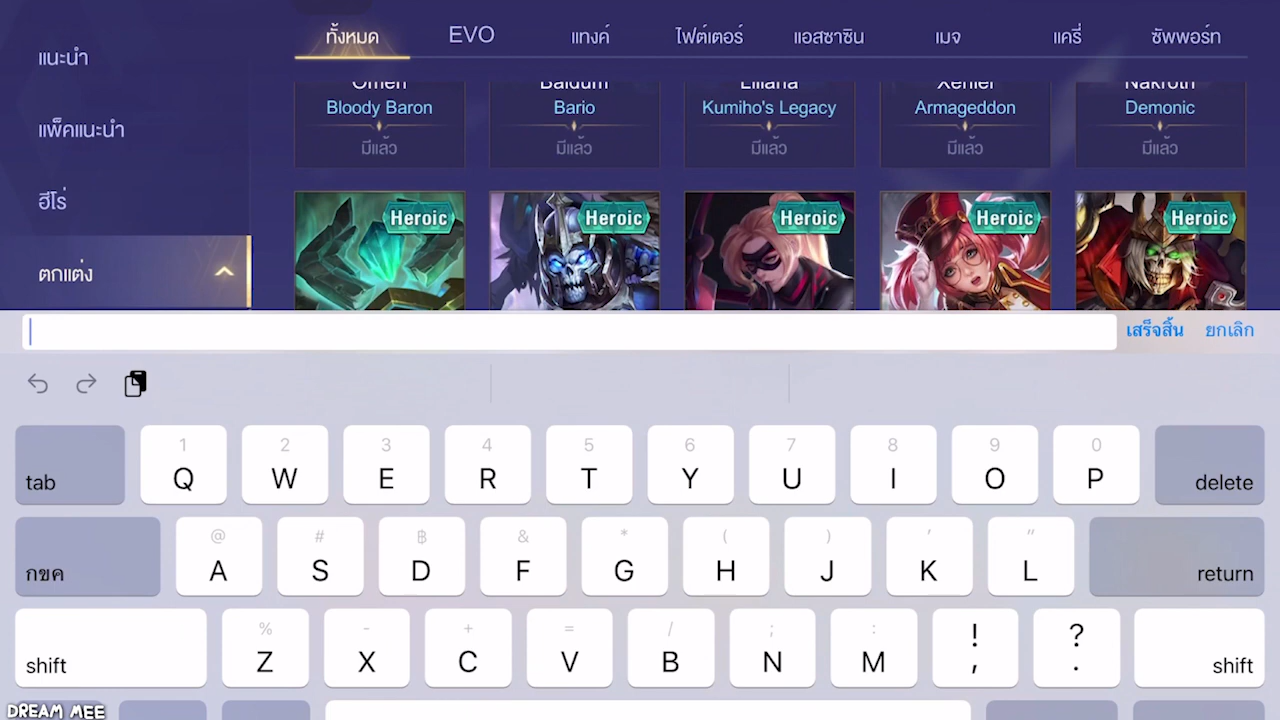 ทั้งหมด EVO แทงค์ ไฟต์เตอร์ แอสซาซิน เมจ แครี่ ซัพพอร์ท
แนะนำ
แพ็คแนะนำ
ฮีโร่
ตกแต่ง
Omen Baldum Liliana Xeniel Nakroth
Bloody Baron Bario Kumiho's Legacy Armageddon Demonic
มีแล้ว มีแล้ว มีแล้ว มีแล้ว มีแล้ว
Heroic Heroic Heroic Heroic Heroic
เสร็จสิ้น ยกเลิก
1 2 3 4 5 6 7 8 9 0
tab Q W E R T Y U I O P delete
@ # ฿ & * ( ) ' "
กขค A S D F G H J K L return
% - + = / ; : ! ?
shift Z X C V B N M , . shift
DREAM MEE